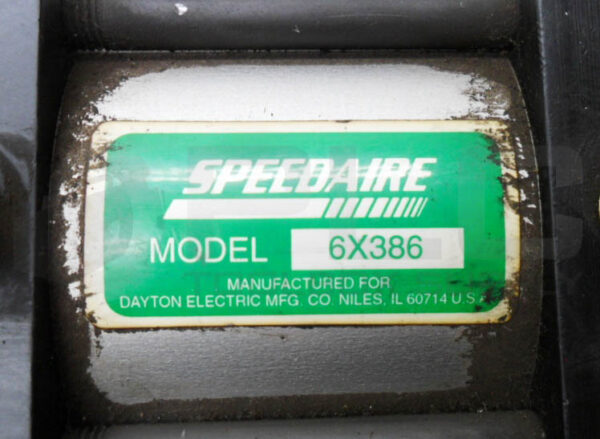 SPEEDAIRE
MODEL 6X386
MANUFACTURED FOR
DAYTON ELECTRIC MFG. CO. NILES, IL 60714 U.S.